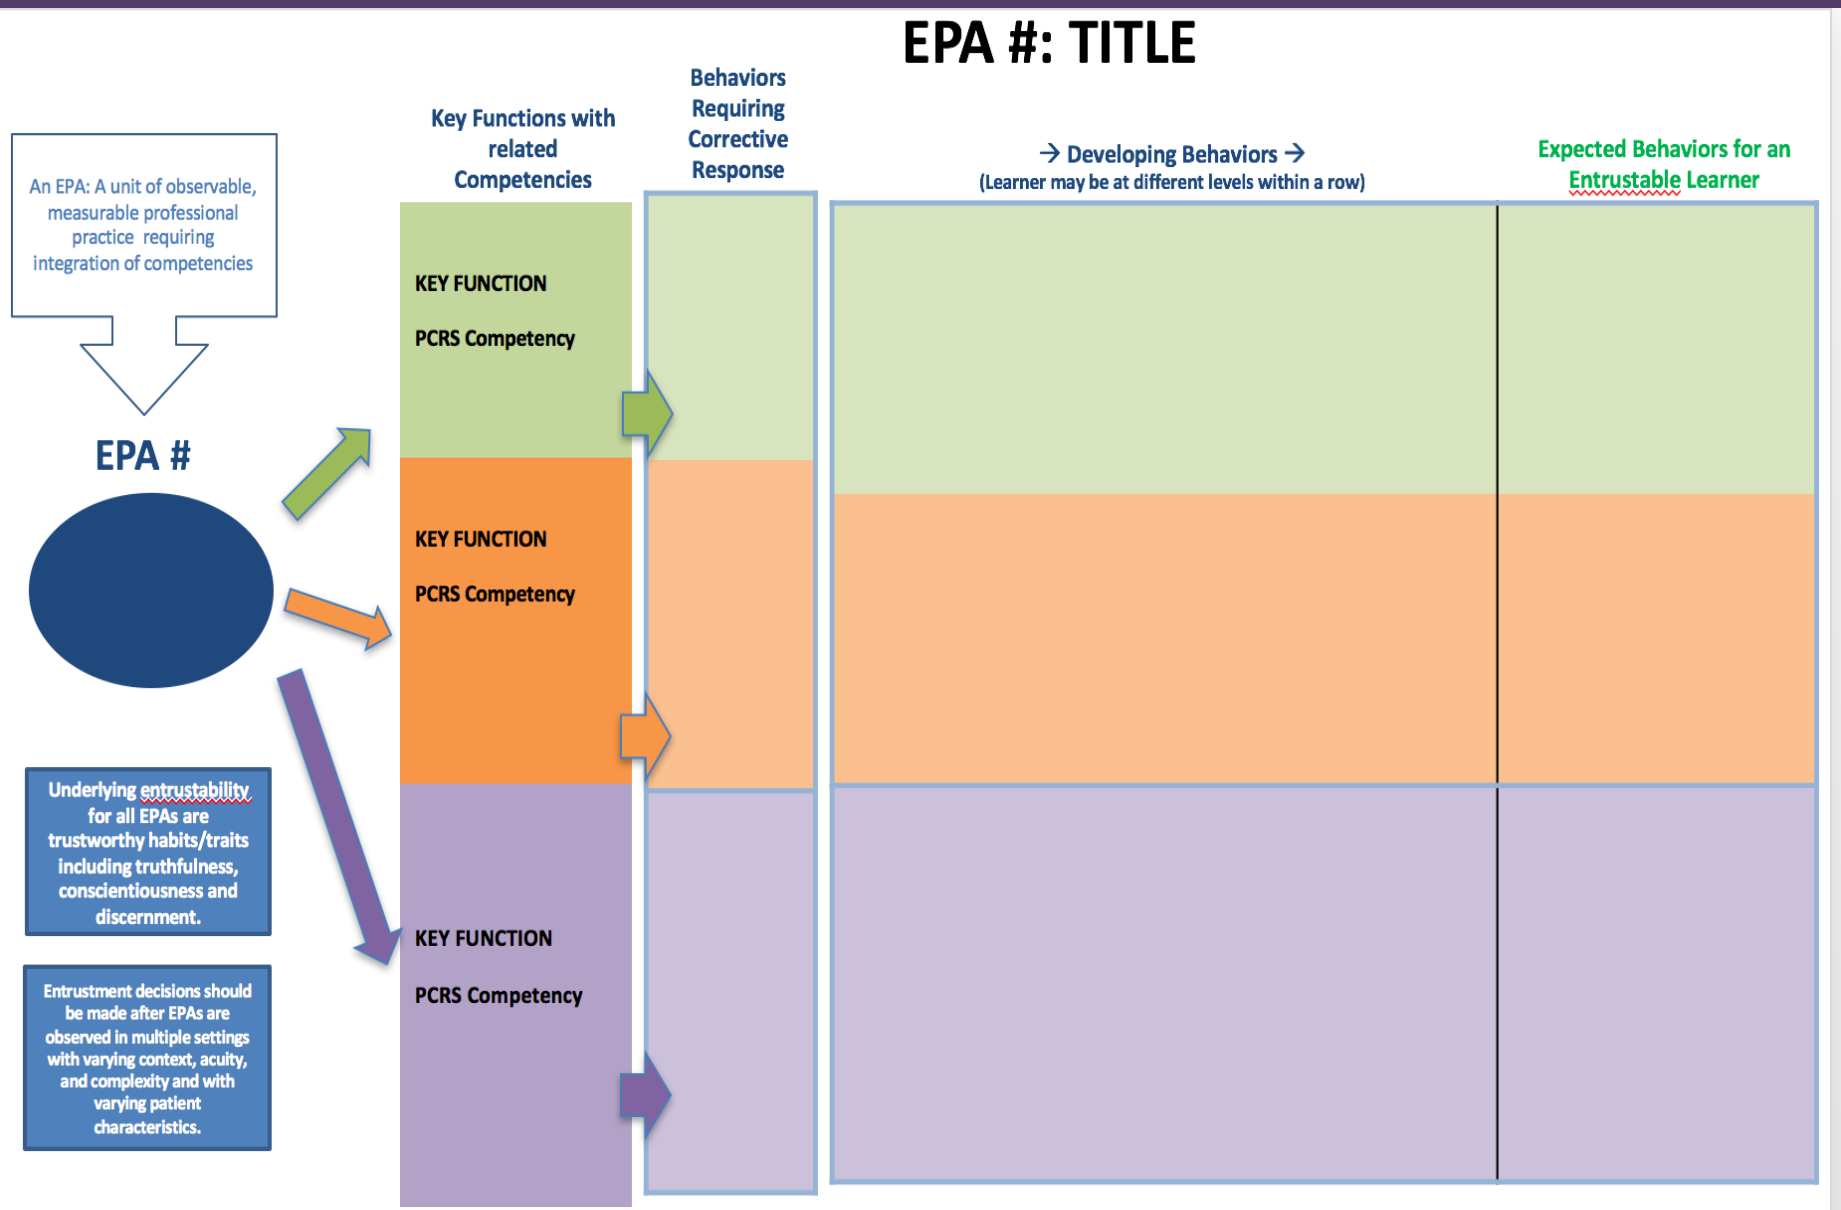 EPA #: TITLE
An EPA: A unit of observable,
measurable professional
practice requiring
integration of competencies
EPA #
Underlying entrustability
for all EPAs are
trustworthy habits/traits
including truthfulness,
conscientiousness and
discernment.
Entrustment decisions should
be made after EPAs are
observed in multiple settings
with varying context, acuity,
and complexity and with
varying patient
characteristics.
Key Functions with
related
Competencies
KEY FUNCTION
PCRS Competency
KEY FUNCTION
PCRS Competency
KEY FUNCTION
PCRS Competency
Behaviors
Requiring
Corrective
Response
→ Developing Behaviors →
(Learner may be at different levels within a row)
Expected Behaviors for an
Entrustable Learner